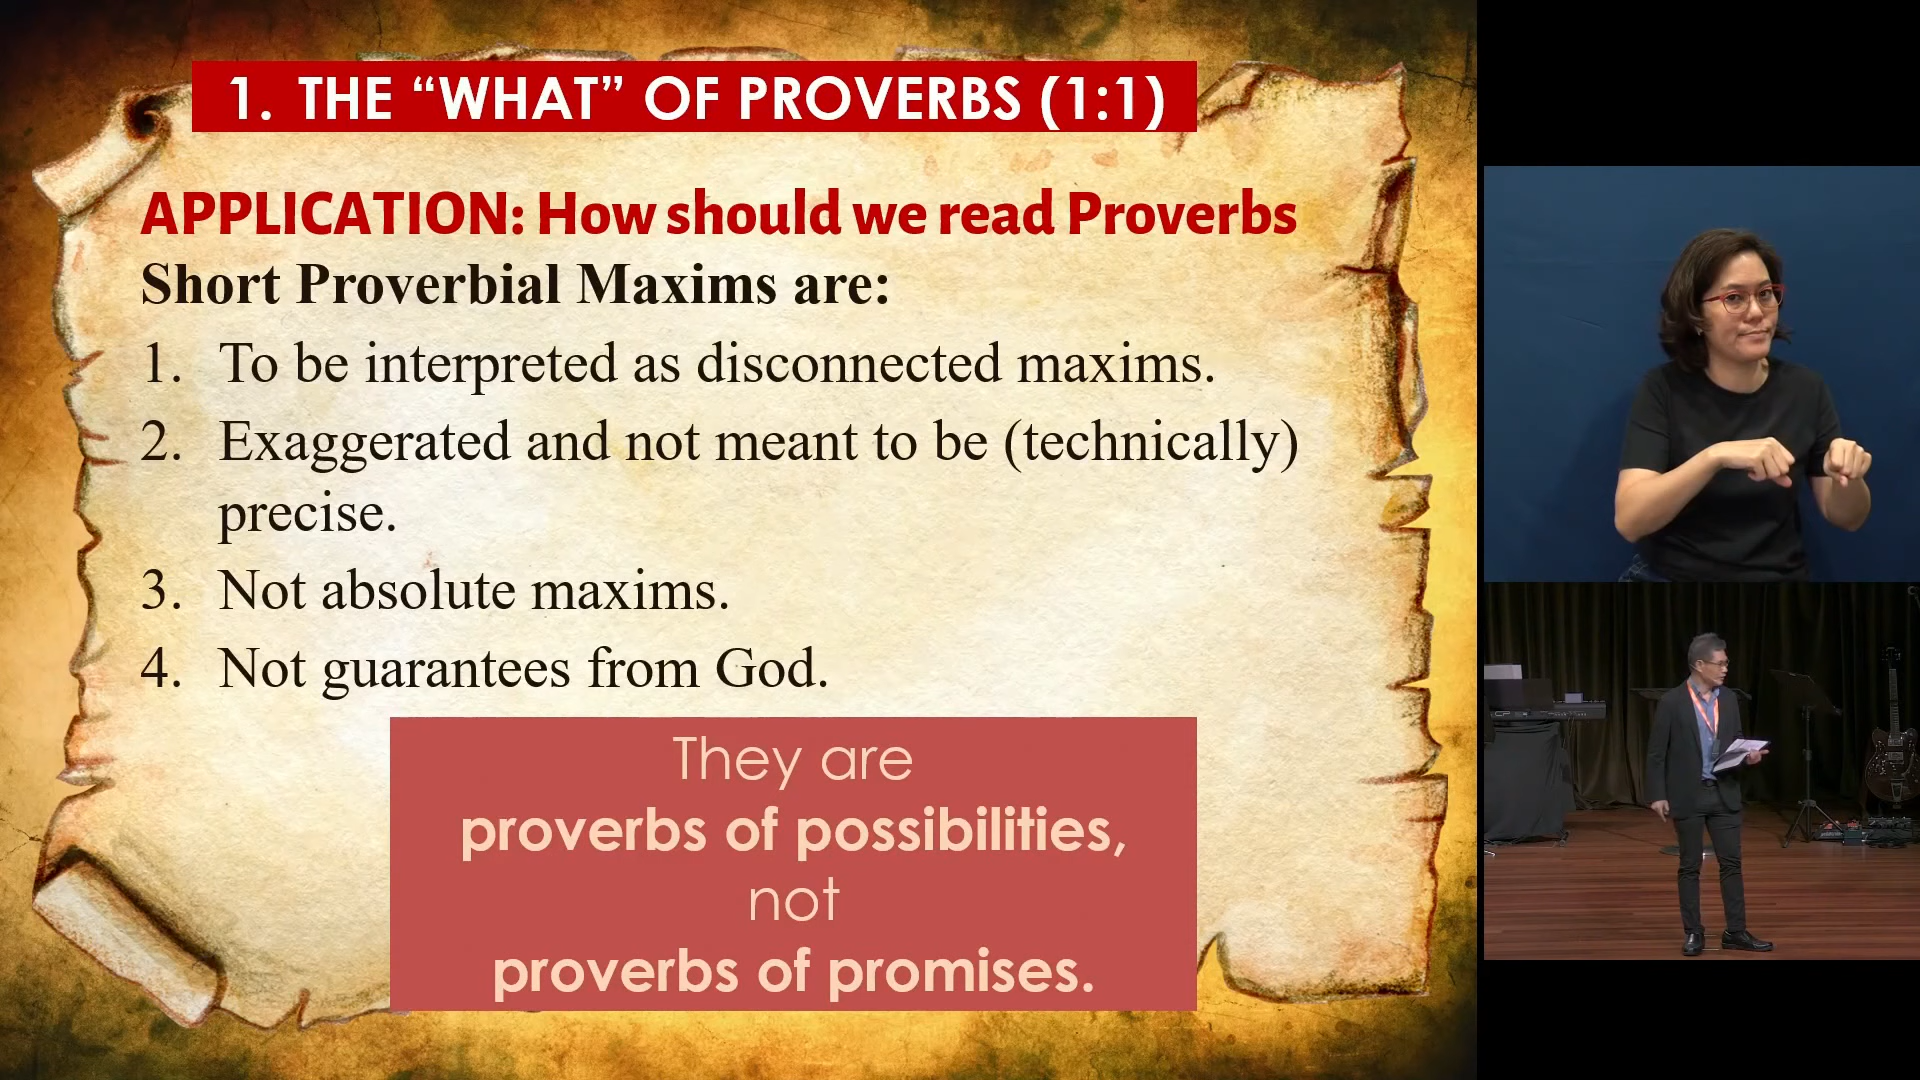 1. THE “WHAT” OF PROVERBS (1:1)
APPLICATION: How should we read Proverbs
Short Proverbial Maxims are:
1. To be interpreted as disconnected maxims.
2. Exaggerated and not meant to be (technically)
precise.
3. Not absolute maxims.
4. Not guarantees from God.
They are
proverbs of possibilities,
not
proverbs of promises.